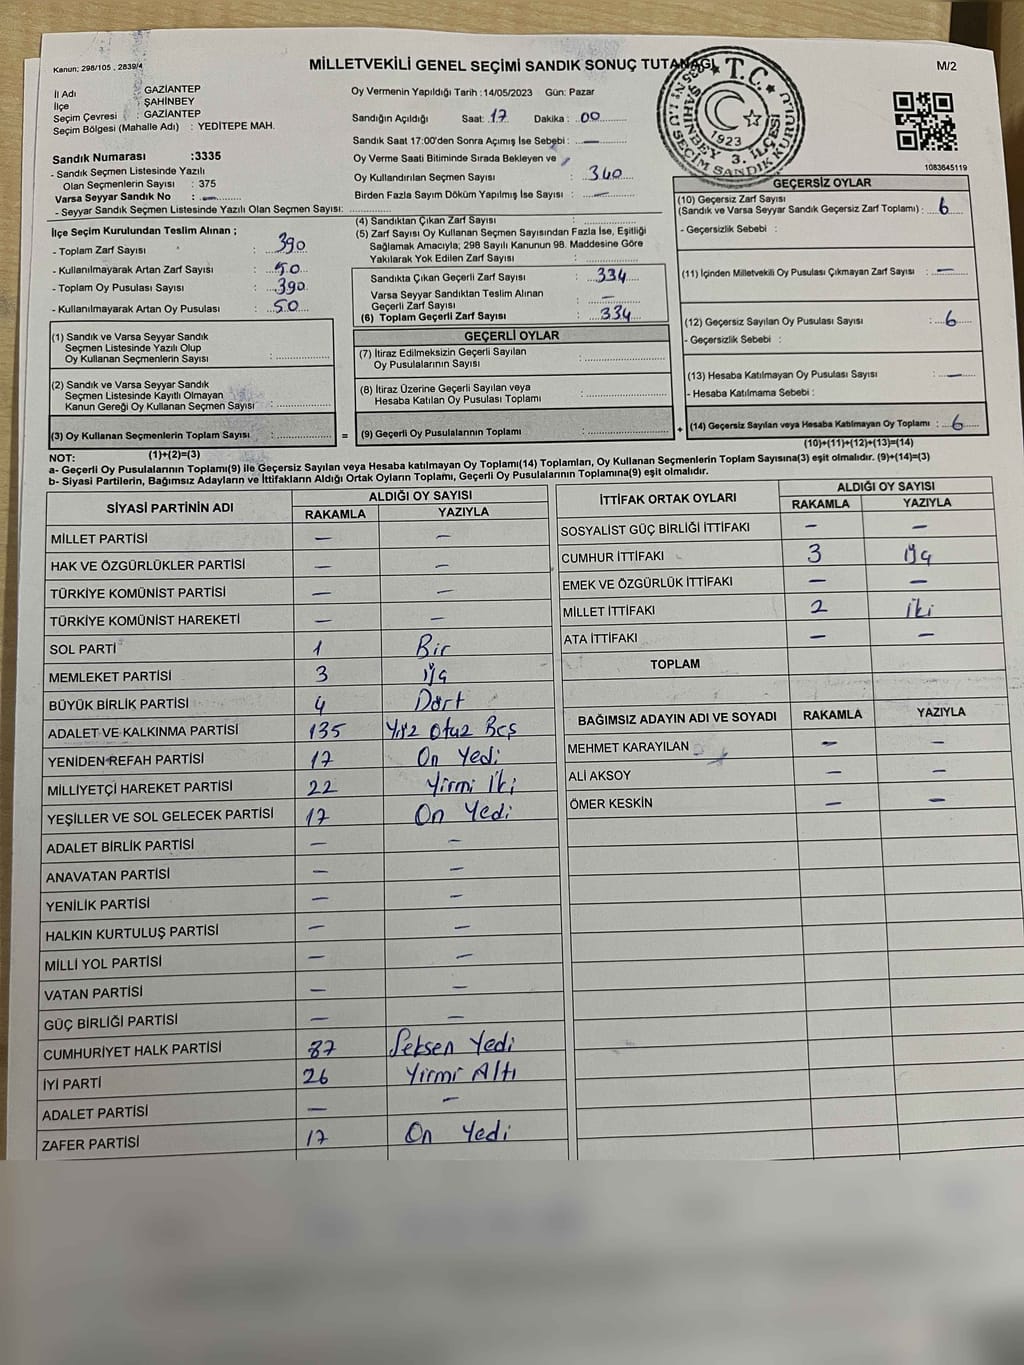 Kanun; 298/105 , 2839/4
MİLLETVEKİLİ GENEL SEÇİMİ SANDIK SONUÇ TUTANAĞI
M/2
İl Adı : GAZİANTEP
İlçe : ŞAHİNBEY
Seçim Çevresi : GAZİANTEP
Seçim Bölgesi (Mahalle Adı) : YEDİTEPE MAH.
Sandık Numarası :3335
- Sandık Seçmen Listesinde Yazılı
Olan Seçmenlerin Sayısı : 375
Varsa Seyyar Sandık No : —
- Seyyar Sandık Seçmen Listesinde Yazılı Olan Seçmen Sayısı:
Oy Vermenin Yapıldığı Tarih :14/05/2023 Gün: Pazar
Sandığın Açıldığı Saat: 17 Dakika : 00
Sandık Saat 17:00'den Sonra Açımış İse Sebebi : —
Oy Verme Saati Bitiminde Sırada Bekleyen ve
Oy Kullandırılan Seçmen Sayısı : 340
Birden Fazla Sayım Döküm Yapılmış İse Sayısı : —
T.C.
1923
ŞAHİNBEY 3. İLÇESİ
SEÇİM SANDIK KURULU
1083645119
İlçe Seçim Kurulundan Teslim Alınan ;
- Toplam Zarf Sayısı : 390
- Kullanılmayarak Artan Zarf Sayısı : 50
- Toplam Oy Pusulası Sayısı : 390
- Kullanılmayarak Artan Oy Pusulası : 50
(4) Sandıktan Çıkan Zarf Sayısı :
(5) Zarf Sayısı Oy Kullanan Seçmen Sayısından Fazla İse, Eşitliği
Sağlamak Amacıyla; 298 Sayılı Kanunun 98. Maddesine Göre
Yakılarak Yok Edilen Zarf Sayısı :
Sandıkta Çıkan Geçerli Zarf Sayısı : 334
Varsa Seyyar Sandıktan Teslim Alınan
Geçerli Zarf Sayısı : —
(6) Toplam Geçerli Zarf Sayısı : 334
GEÇERSİZ OYLAR
(10) Geçersiz Zarf Sayısı
(Sandık ve Varsa Seyyar Sandık Geçersiz Zarf Toplamı) : 6
- Geçersizlik Sebebi :
(11) İçinden Milletvekili Oy Pusulası Çıkmayan Zarf Sayısı : —
(12) Geçersiz Sayılan Oy Pusulası Sayısı : 6
- Geçersizlik Sebebi :
(13) Hesaba Katılmayan Oy Pusulası Sayısı : —
- Hesaba Katılmama Sebebi :
(14) Geçersiz Sayılan veya Hesaba Katılmayan Oy Toplamı : 6
(10)+(11)+(12)+(13)=(14)
(1) Sandık ve Varsa Seyyar Sandık
Seçmen Listesinde Yazılı Olup
Oy Kullanan Seçmenlerin Sayısı :
(2) Sandık ve Varsa Seyyar Sandık
Seçmen Listesinde Kayıtlı Olmayan
Kanun Gereği Oy Kullanan Seçmen Sayısı :
(3) Oy Kullanan Seçmenlerin Toplam Sayısı :
(1)+(2)=(3)
=
GEÇERLİ OYLAR
(7) İtiraz Edilmeksizin Geçerli Sayılan
Oy Pusulalarının Sayısı :
(8) İtiraz Üzerine Geçerli Sayılan veya
Hesaba Katılan Oy Pusulası Toplamı :
(9) Geçerli Oy Pusulalarının Toplamı :
+
NOT:
a- Geçerli Oy Pusulalarının Toplamı(9) ile Geçersiz Sayılan veya Hesaba katılmayan Oy Toplamı(14) Toplamları, Oy Kullanan Seçmenlerin Toplam Sayısına(3) eşit olmalıdır. (9)+(14)=(3)
b- Siyasi Partilerin, Bağımsız Adayların ve İttifakların Aldığı Ortak Oyların Toplamı, Geçerli Oy Pusulalarının Toplamına(9) eşit olmalıdır.
SİYASİ PARTİNİN ADI
ALDIĞI OY SAYISI
RAKAMLA YAZIYLA
MİLLET PARTİSİ — —
HAK VE ÖZGÜRLÜKLER PARTİSİ — —
TÜRKİYE KOMÜNİST PARTİSİ — —
TÜRKİYE KOMÜNİST HAREKETİ — —
SOL PARTİ 1 Bir
MEMLEKET PARTİSİ 3 üç
BÜYÜK BİRLİK PARTİSİ 4 Dört
ADALET VE KALKINMA PARTİSİ 135 Yüz Otuz Beş
YENİDEN REFAH PARTİSİ 17 On Yedi
MİLLİYETÇİ HAREKET PARTİSİ 22 Yirmi İki
YEŞİLLER VE SOL GELECEK PARTİSİ 17 On Yedi
ADALET BİRLİK PARTİSİ — —
ANAVATAN PARTİSİ — —
YENİLİK PARTİSİ — —
HALKIN KURTULUŞ PARTİSİ — —
MİLLİ YOL PARTİSİ — —
VATAN PARTİSİ — —
GÜÇ BİRLİĞİ PARTİSİ — —
CUMHURİYET HALK PARTİSİ 87 Seksen Yedi
İYİ PARTİ 26 Yirmi Altı
ADALET PARTİSİ — —
ZAFER PARTİSİ 17 On Yedi
İTTİFAK ORTAK OYLARI
ALDIĞI OY SAYISI
RAKAMLA YAZIYLA
SOSYALİST GÜÇ BİRLİĞİ İTTİFAKI — —
CUMHUR İTTİFAKI 3 üç
EMEK VE ÖZGÜRLÜK İTTİFAKI — —
MİLLET İTTİFAKI 2 İki
ATA İTTİFAKI — —
TOPLAM
BAĞIMSIZ ADAYIN ADI VE SOYADI RAKAMLA YAZIYLA
MEHMET KARAYILAN — —
ALİ AKSOY — —
ÖMER KESKİN — —